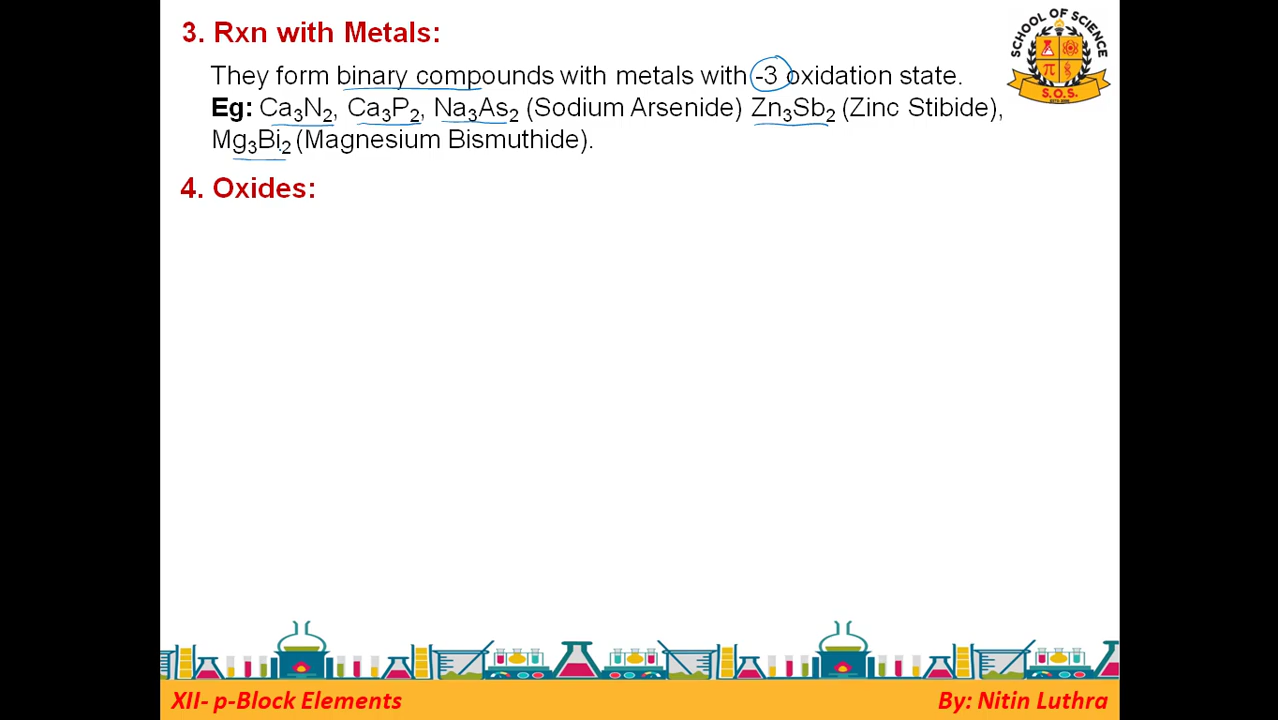 3. Rxn with Metals:
They form binary compounds with metals with -3 oxidation state.
Eg: Ca₃N₂, Ca₃P₂, Na₃As₂ (Sodium Arsenide) Zn₃Sb₂ (Zinc Stibide),
Mg₃Bi₂ (Magnesium Bismuthide).
4. Oxides:
SCHOOL OF SCIENCE
S.O.S.
XII- p-Block Elements
By: Nitin Luthra